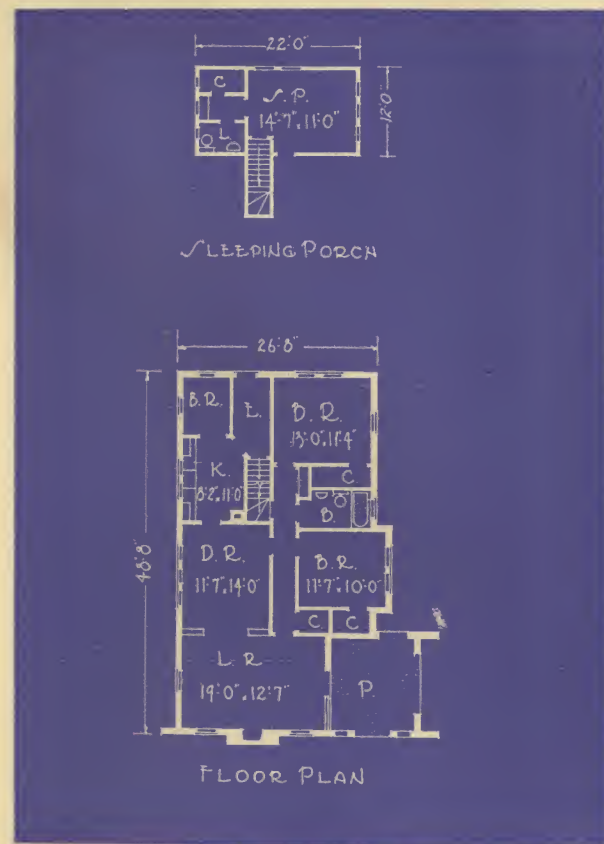 22'·0"
C
S. P.
12'·0
14'-7" × 11'-0"
L
SLEEPING PORCH
26'·8"
B. R.
E.
B. R.
13'·0 × 11'·4"
K.
8'·2" × 11'·0
C
B.
48'·8"
D. R.
B. R.
11'·7" × 14'·0
11'·7" × 10'·0
C.
C
L. R.
P.
19'·0" × 12'·7"
FLOOR PLAN